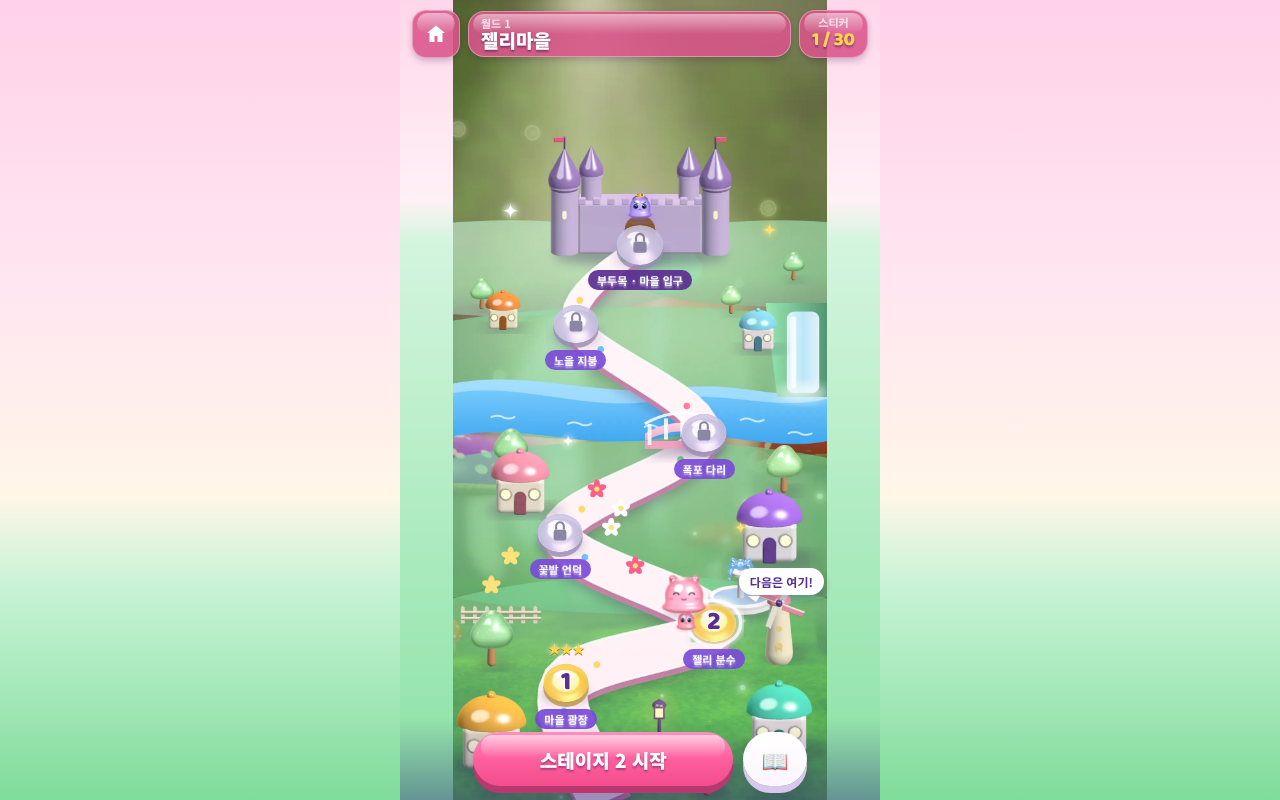 월드 1
젤리마을
스티커
1 / 30
부두목 · 마을 입구
노을 지붕
폭포 다리
꽃밭 언덕
다음은 여기!
2
젤리 분수
1
마을 광장
스테이지 2 시작